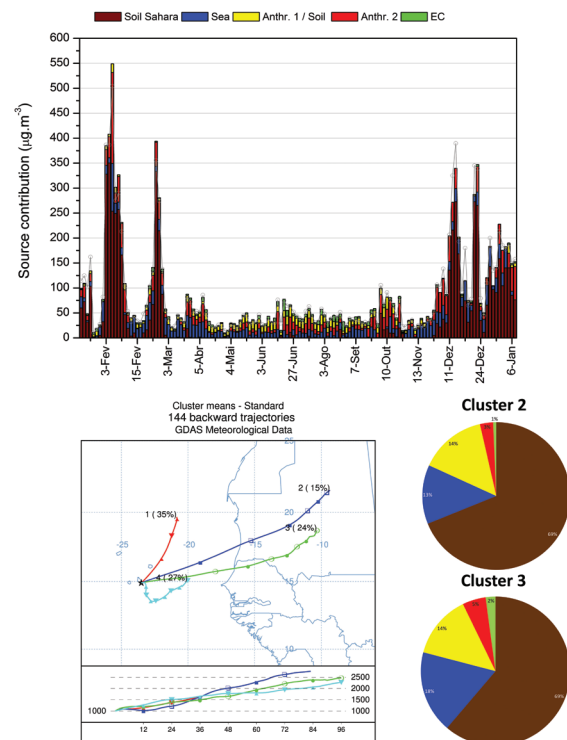 Soil Sahara Sea Anthr. 1 / Soil Anthr. 2 EC
Source contribution (µg.m-3)
600
550
500
450
400
350
300
250
200
150
100
50
0
3-Fev 15-Fev 3-Mar 5-Abr 4-Mai 3-Jun 27-Jun 3-Ago 7-Set 10-Out 13-Nov 11-Dez 24-Dez 6-Jan
Cluster means - Standard
144 backward trajectories
GDAS Meteorological Data
25
2 ( 15%)
1 ( 35%)
20
3 ( 24%)
-25 -20 -15 -10
4 ( 27%)
15
10
2500
2000
1500
1000 1000
12 24 36 48 60 72 84 96
Cluster 2
1%
14%
13%
69%
Cluster 3
2%
14%
18%